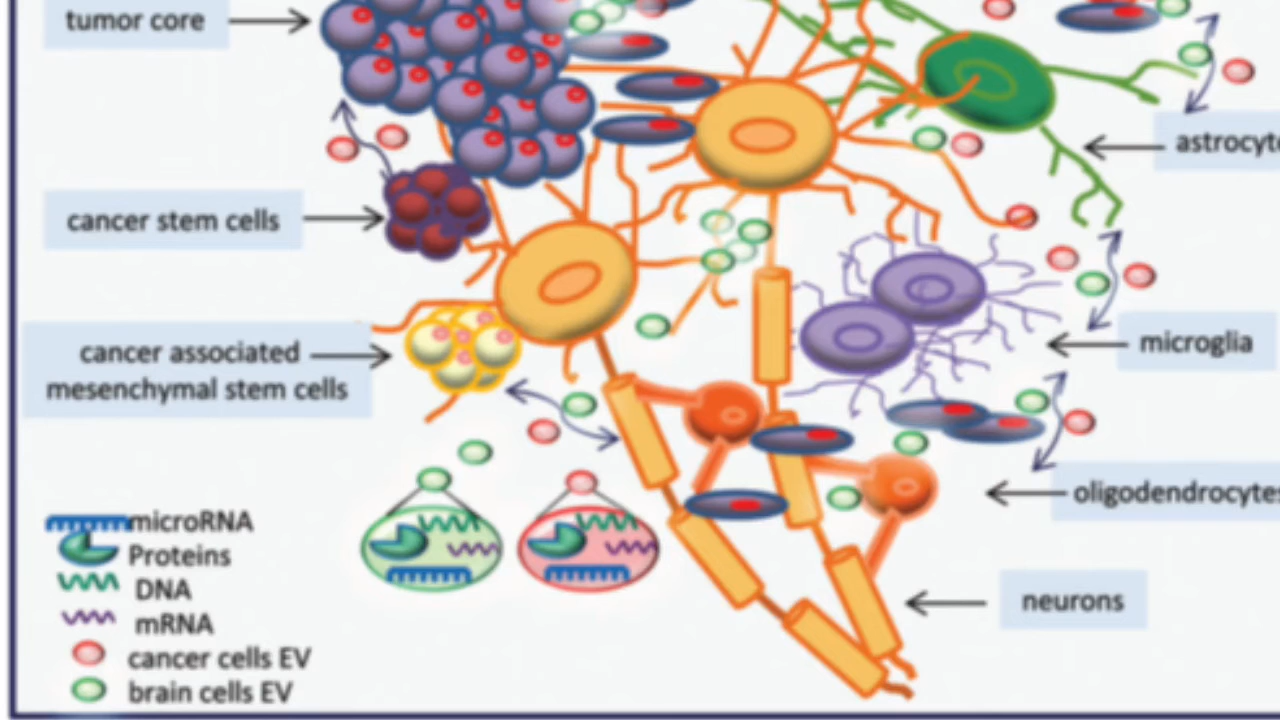 tumor core
astrocyte
cancer stem cells
cancer associated
mesenchymal stem cells
microglia
oligodendrocytes
neurons
microRNA
Proteins
DNA
mRNA
cancer cells EV
brain cells EV